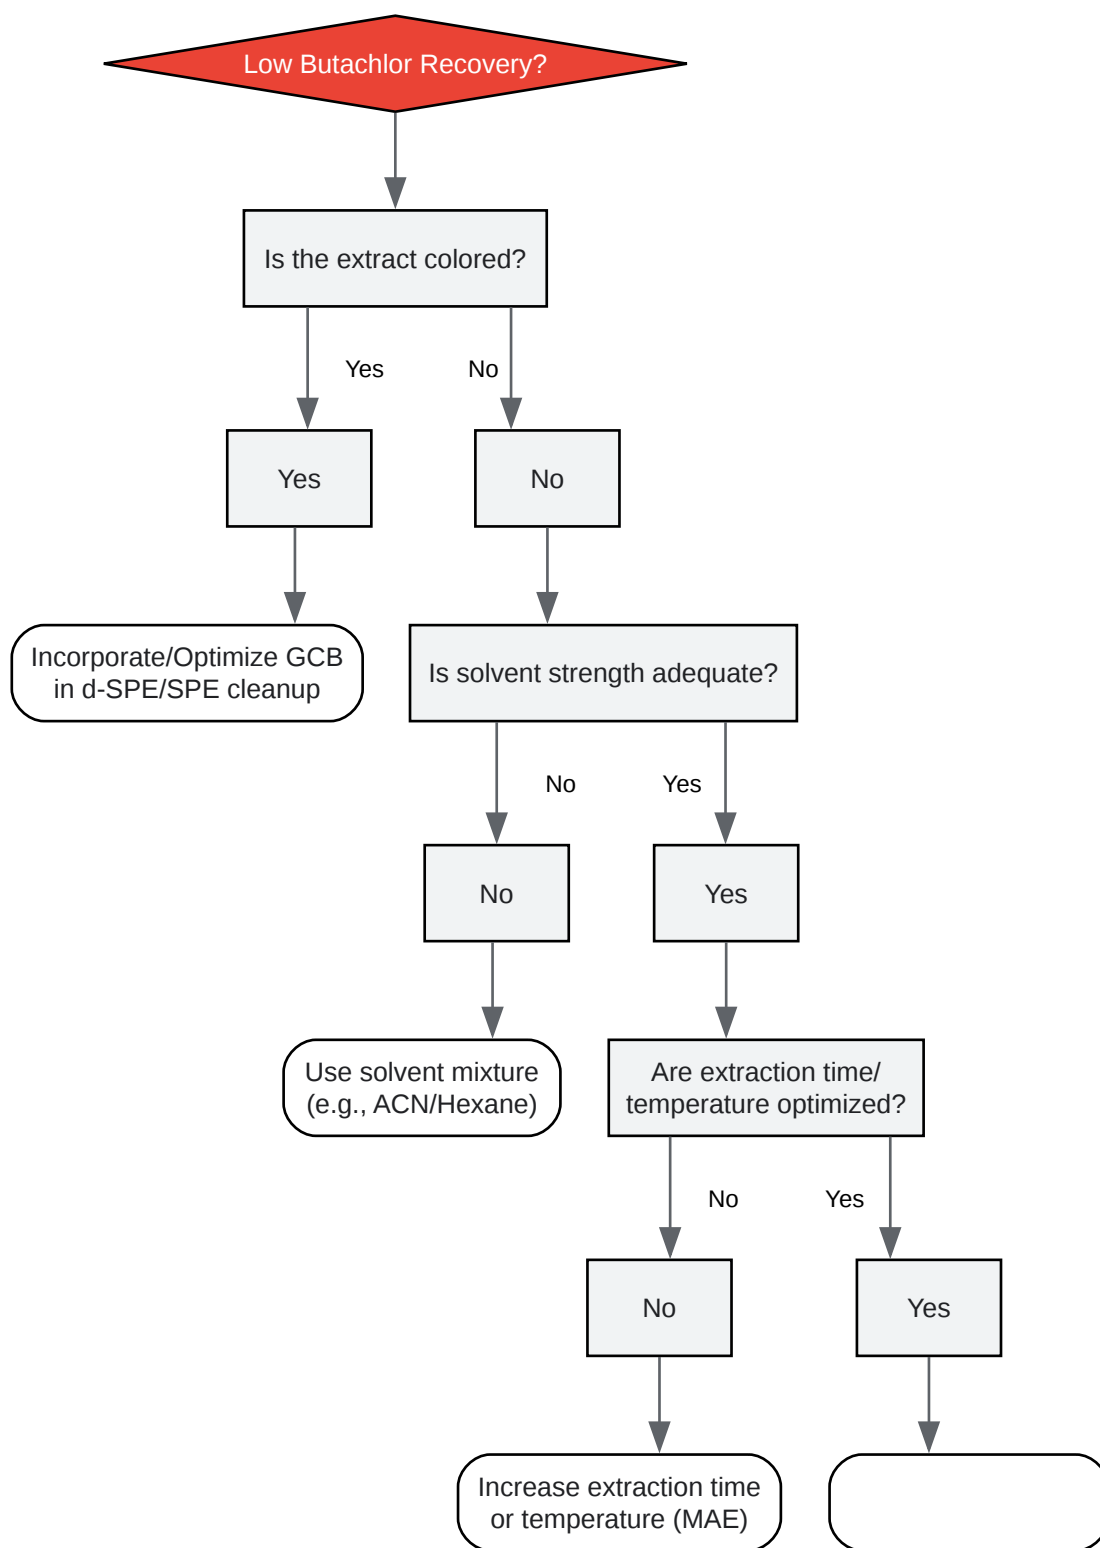 Low Butachlor Recovery?
Is the extract colored?
Yes
No
Yes
No
Incorporate/Optimize GCB
in d-SPE/SPE cleanup
Is solvent strength adequate?
No
Yes
No
Yes
Use solvent mixture
(e.g., ACN/Hexane)
Are extraction time/
temperature optimized?
No
Yes
No
Yes
Increase extraction time
or temperature (MAE)